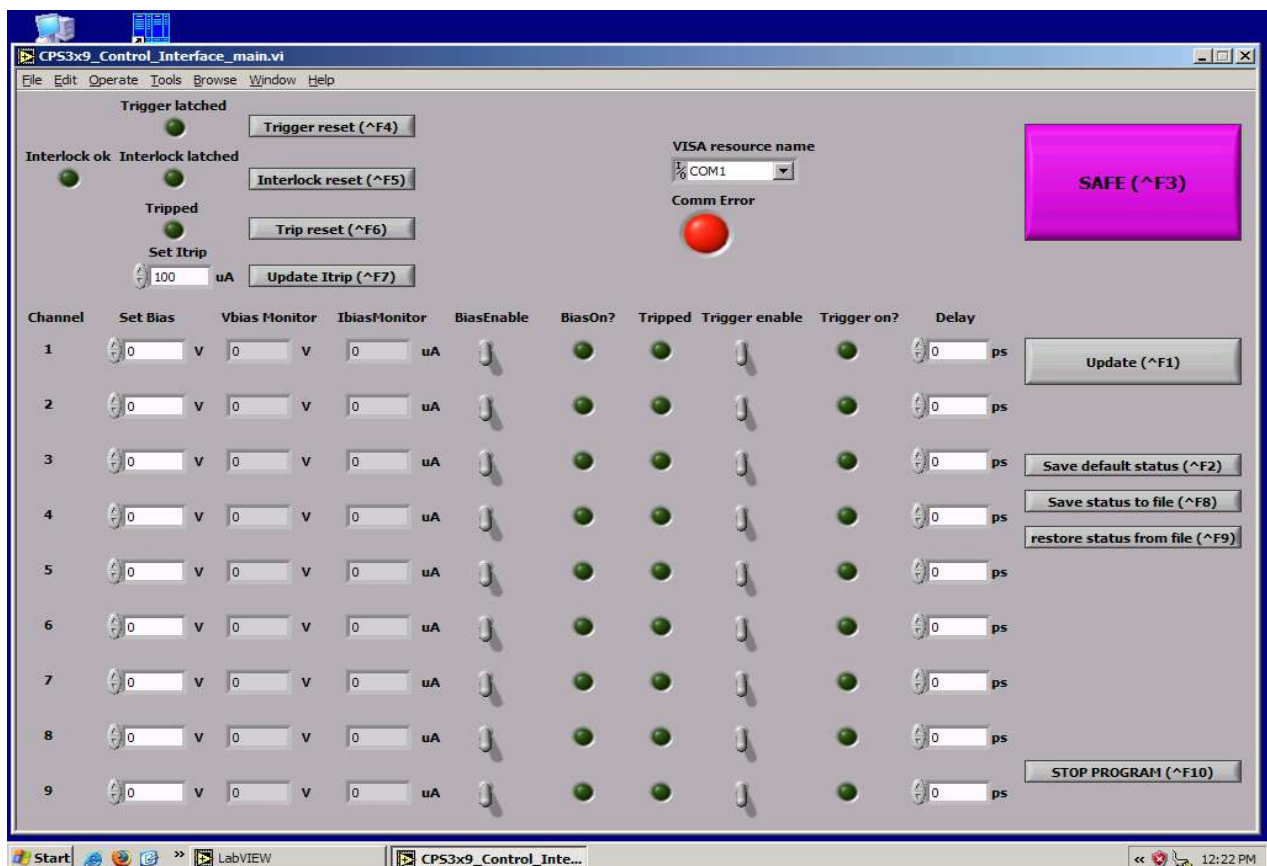 CPS3x9_Control_Interface_main.vi
File Edit Operate Tools Browse Window Help
Trigger latched
Trigger reset (^F4)
Interlock ok Interlock latched
Interlock reset (^F5)
Tripped
Trip reset (^F6)
Set Itrip
100 uA Update Itrip (^F7)
VISA resource name
I/O COM1
Comm Error
SAFE (^F3)
Channel Set Bias Vbias Monitor IbiasMonitor BiasEnable BiasOn? Tripped Trigger enable Trigger on? Delay
1 0 V 0 V 0 uA 0 ps
Update (^F1)
2 0 V 0 V 0 uA 0 ps
3 0 V 0 V 0 uA 0 ps
Save default status (^F2)
4 0 V 0 V 0 uA 0 ps
Save status to file (^F8)
restore status from file (^F9)
5 0 V 0 V 0 uA 0 ps
6 0 V 0 V 0 uA 0 ps
7 0 V 0 V 0 uA 0 ps
8 0 V 0 V 0 uA 0 ps
STOP PROGRAM (^F10)
9 0 V 0 V 0 uA 0 ps
Start » LabVIEW CPS3x9_Control_Inte... « 12:22 PM